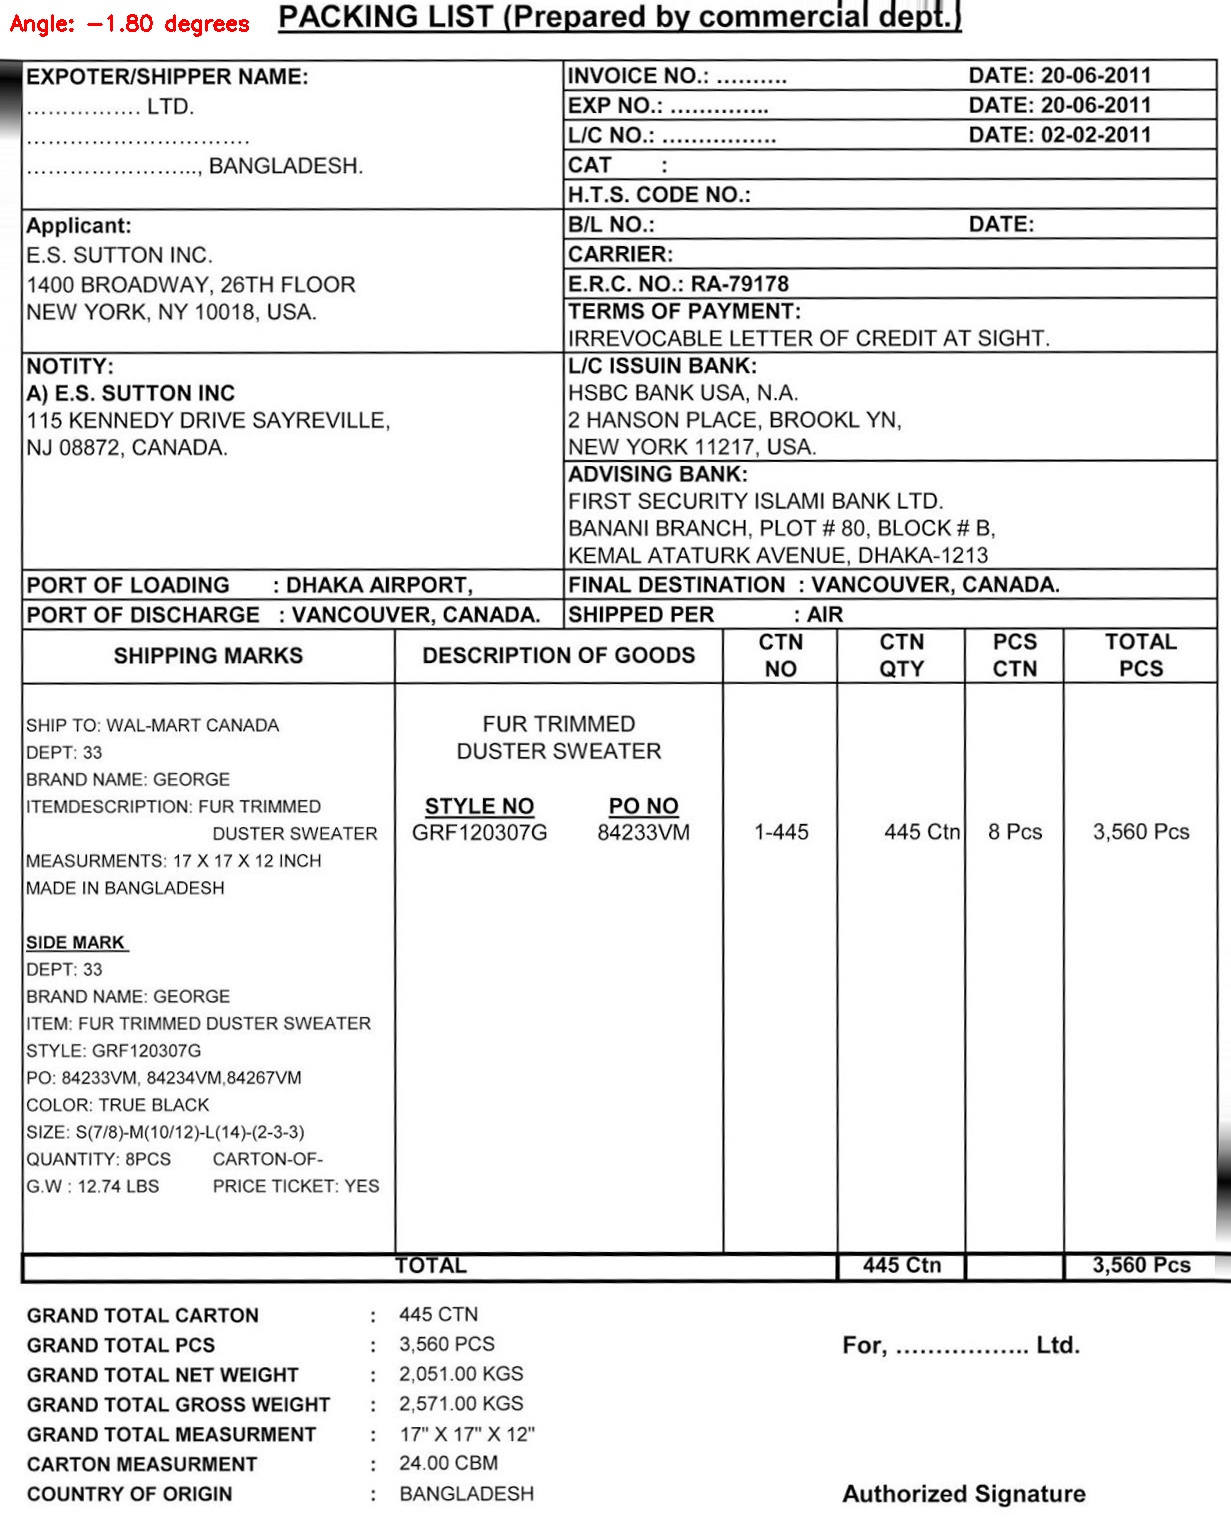 Angle: −1.80 degrees
PACKING LIST (Prepared by commercial dept.)
EXPOTER/SHIPPER NAME:
................ LTD.
................................
........................., BANGLADESH.
INVOICE NO.: .......... DATE: 20-06-2011
EXP NO.: .............. DATE: 20-06-2011
L/C NO.: ................ DATE: 02-02-2011
CAT :
H.T.S. CODE NO.:
Applicant:
E.S. SUTTON INC.
1400 BROADWAY, 26TH FLOOR
NEW YORK, NY 10018, USA.
B/L NO.: DATE:
CARRIER:
E.R.C. NO.: RA-79178
TERMS OF PAYMENT:
IRREVOCABLE LETTER OF CREDIT AT SIGHT.
NOTITY:
A) E.S. SUTTON INC
115 KENNEDY DRIVE SAYREVILLE,
NJ 08872, CANADA.
L/C ISSUIN BANK:
HSBC BANK USA, N.A.
2 HANSON PLACE, BROOKL YN,
NEW YORK 11217, USA.
ADVISING BANK:
FIRST SECURITY ISLAMI BANK LTD.
BANANI BRANCH, PLOT # 80, BLOCK # B,
KEMAL ATATURK AVENUE, DHAKA-1213
PORT OF LOADING : DHAKA AIRPORT, FINAL DESTINATION : VANCOUVER, CANADA.
PORT OF DISCHARGE : VANCOUVER, CANADA. SHIPPED PER : AIR
SHIPPING MARKS DESCRIPTION OF GOODS CTN NO CTN QTY PCS CTN TOTAL PCS
SHIP TO: WAL-MART CANADA
DEPT: 33
BRAND NAME: GEORGE
ITEMDESCRIPTION: FUR TRIMMED
DUSTER SWEATER
MEASURMENTS: 17 X 17 X 12 INCH
MADE IN BANGLADESH
SIDE MARK
DEPT: 33
BRAND NAME: GEORGE
ITEM: FUR TRIMMED DUSTER SWEATER
STYLE: GRF120307G
PO: 84233VM, 84234VM,84267VM
COLOR: TRUE BLACK
SIZE: S(7/8)-M(10/12)-L(14)-(2-3-3)
QUANTITY: 8PCS CARTON-OF-
G.W : 12.74 LBS PRICE TICKET: YES
FUR TRIMMED
DUSTER SWEATER
STYLE NO PO NO
GRF120307G 84233VM 1-445 445 Ctn 8 Pcs 3,560 Pcs
TOTAL 445 Ctn 3,560 Pcs
GRAND TOTAL CARTON : 445 CTN
GRAND TOTAL PCS : 3,560 PCS
GRAND TOTAL NET WEIGHT : 2,051.00 KGS
GRAND TOTAL GROSS WEIGHT : 2,571.00 KGS
GRAND TOTAL MEASURMENT : 17" X 17" X 12"
CARTON MEASURMENT : 24.00 CBM
COUNTRY OF ORIGIN : BANGLADESH
For, ................. Ltd.
Authorized Signature